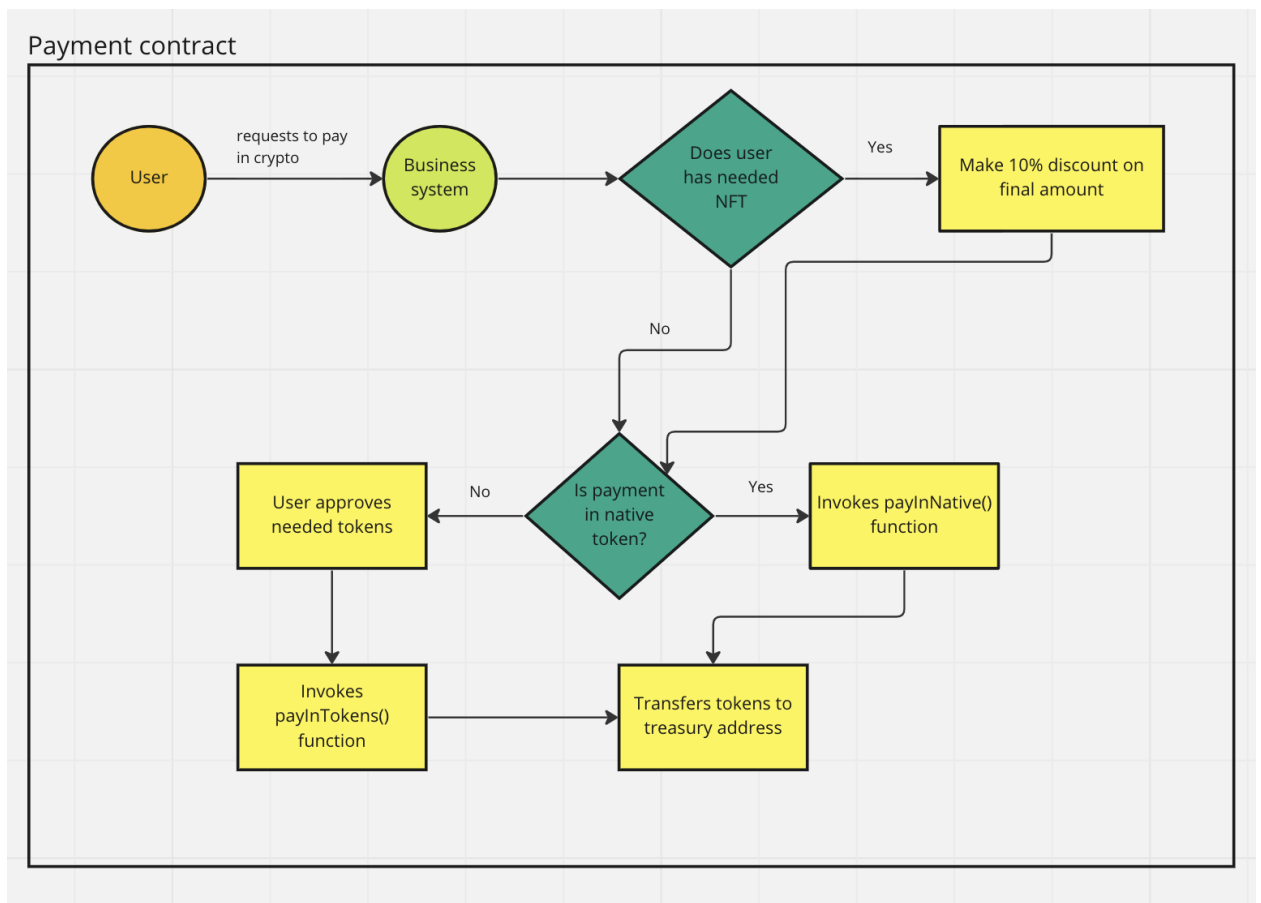 Payment contract
User
requests to pay
in crypto
Business
system
Does user
has needed
NFT
Yes
Make 10% discount on
final amount
No
User approves
needed tokens
No
Is payment
in native
token?
Yes
Invokes payInNative()
function
Invokes
payInTokens()
function
Transfers tokens to
treasury address